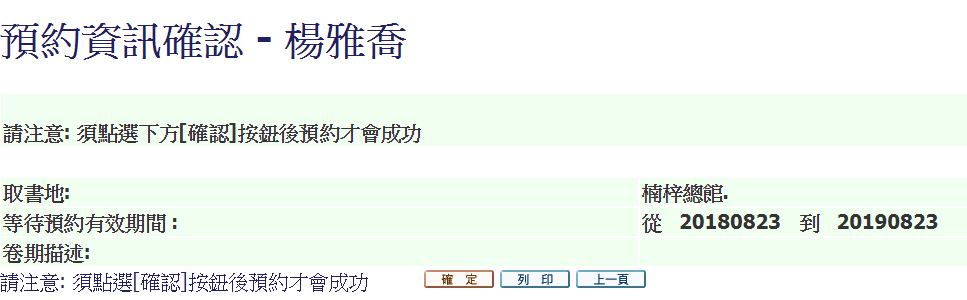 預約資訊確認 - 楊雅喬
請注意: 須點選下方[確認]按鈕後預約才會成功
取書地: 楠梓總館.
等待預約有效期間 : 從 20180823 到 20190823
卷期描述:
請注意: 須點選[確認]按鈕後預約才會成功 確 定 列 印 上一頁